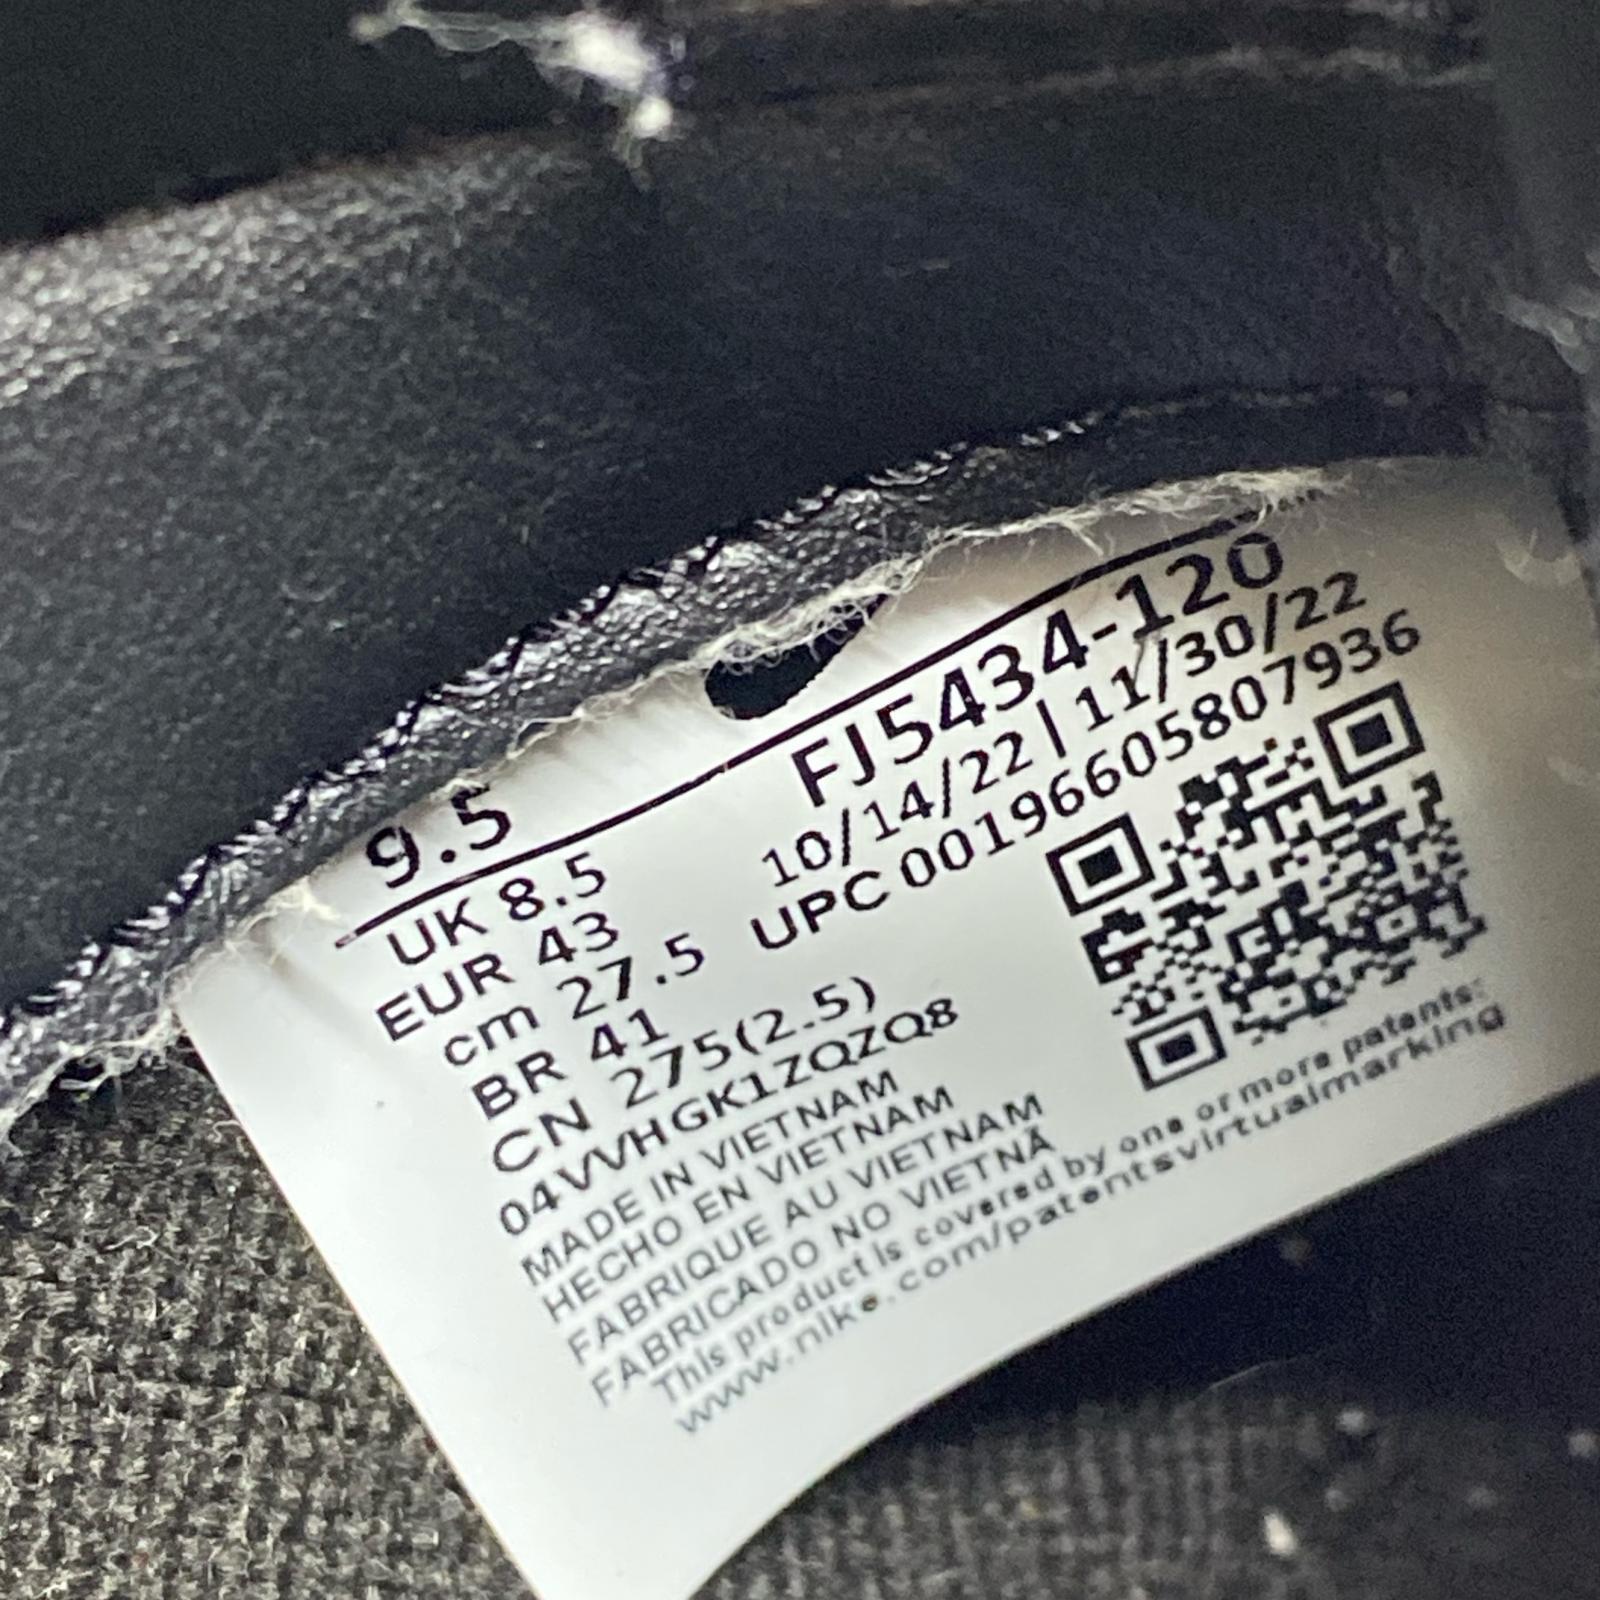 9.5 FJ5434-120
UK 8.5 10/14/22 | 11/30/22
EUR 43 UPC 00196605807936
cm 27.5
BR 41
CN 275(2.5)
04VVHGK1ZQZQ8
MADE IN VIETNAM
HECHO EN VIETNAM
FABRIQUE AU VIETNAM
FABRICADO NO VIETNÃ
This product is covered by one or more patents:
www.nike.com/patentsvirtualmarking